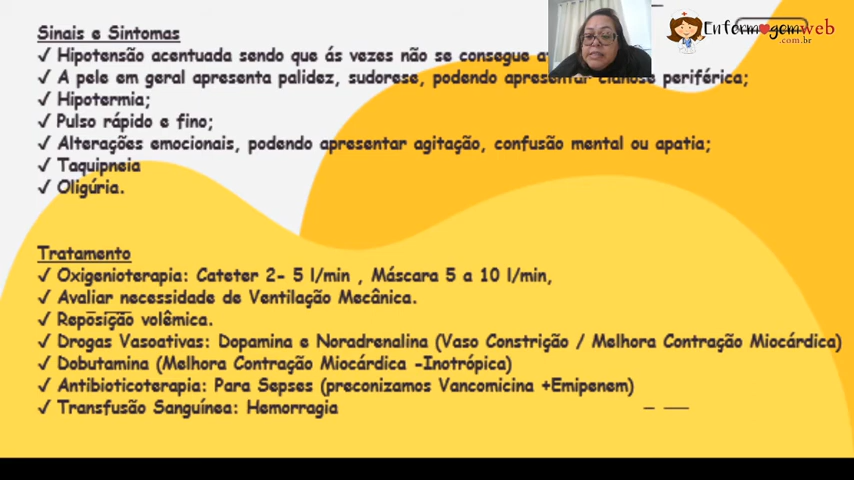 Enfermagemweb
.com.br
Sinais e Sintomas
✓ Hipotensão acentuada sendo que ás vezes não se consegue
✓ A pele em geral apresenta palidez, sudorese, podendo apresentar cianose periférica;
✓ Hipotermia;
✓ Pulso rápido e fino;
✓ Alterações emocionais, podendo apresentar agitação, confusão mental ou apatia;
✓ Taquipneia
✓ Oligúria.
Tratamento
✓ Oxigenioterapia: Cateter 2- 5 l/min , Máscara 5 a 10 l/min,
✓ Avaliar necessidade de Ventilação Mecânica.
✓ Reposição volêmica.
✓ Drogas Vasoativas: Dopamina e Noradrenalina (Vaso Constrição / Melhora Contração Miocárdica)
✓ Dobutamina (Melhora Contração Miocárdica -Inotrópica)
✓ Antibioticoterapia: Para Sepses (preconizamos Vancomicina +Emipenem)
✓ Transfusão Sanguínea: Hemorragia